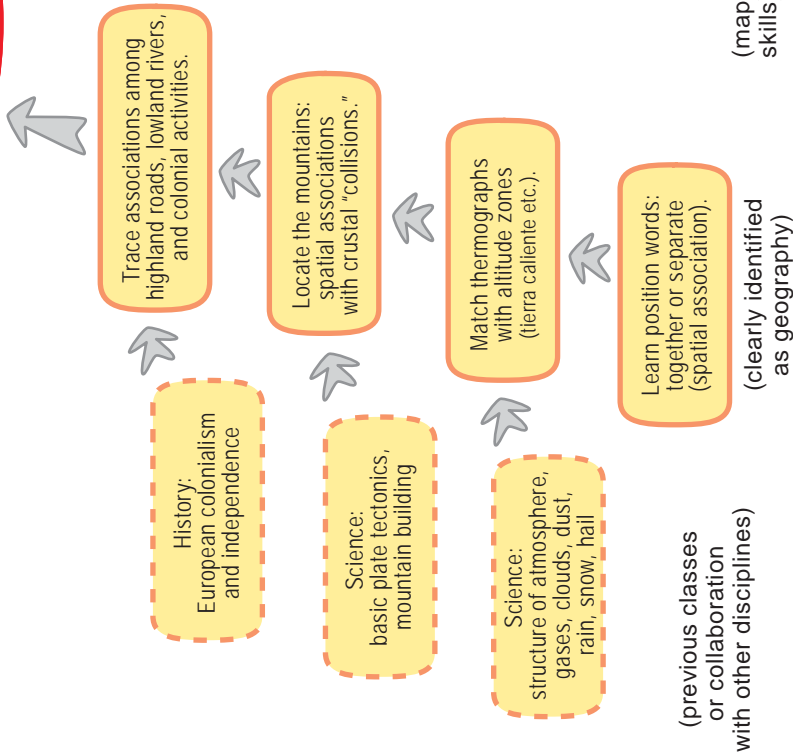 Trace associations among
highland roads, lowland rivers,
and colonial activities.
History:
European colonialism
and independence
Locate the mountains:
spatial associations
with crustal “collisions.”
Science:
basic plate tectonics,
mountain building
Match thermographs
with altitude zones
(tierra caliente etc.).
Science:
structure of atmosphere,
gases, clouds, dust,
rain, snow, hail
Learn position words:
together or separate
(spatial association).
(previous classes
or collaboration
with other disciplines)
(clearly identified
as geography)
(map
skills